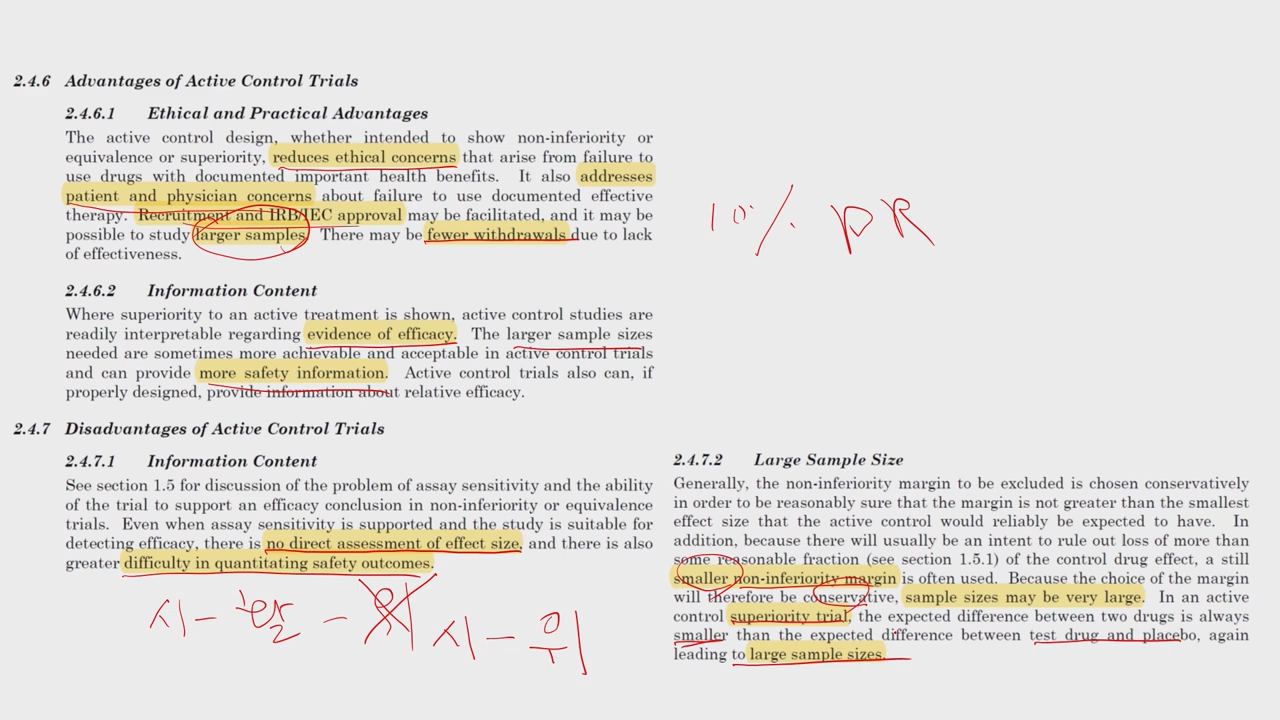 2.4.6 Advantages of Active Control Trials
2.4.6.1 Ethical and Practical Advantages
The active control design, whether intended to show non-inferiority or
equivalence or superiority, reduces ethical concerns that arise from failure to
use drugs with documented important health benefits. It also addresses
patient and physician concerns about failure to use documented effective
therapy. Recruitment and IRB/IEC approval may be facilitated, and it may be
possible to study larger samples. There may be fewer withdrawals due to lack
of effectiveness.
2.4.6.2 Information Content
Where superiority to an active treatment is shown, active control studies are
readily interpretable regarding evidence of efficacy. The larger sample sizes
needed are sometimes more achievable and acceptable in active control trials
and can provide more safety information. Active control trials also can, if
properly designed, provide information about relative efficacy.
2.4.7 Disadvantages of Active Control Trials
2.4.7.1 Information Content
See section 1.5 for discussion of the problem of assay sensitivity and the ability
of the trial to support an efficacy conclusion in non-inferiority or equivalence
trials. Even when assay sensitivity is supported and the study is suitable for
detecting efficacy, there is no direct assessment of effect size, and there is also
greater difficulty in quantitating safety outcomes.
시 - 활 - 위 시 - 위
10% DR
2.4.7.2 Large Sample Size
Generally, the non-inferiority margin to be excluded is chosen conservatively
in order to be reasonably sure that the margin is not greater than the smallest
effect size that the active control would reliably be expected to have. In
addition, because there will usually be an intent to rule out loss of more than
some reasonable fraction (see section 1.5.1) of the control drug effect, a still
smaller non-inferiority margin is often used. Because the choice of the margin
will therefore be conservative, sample sizes may be very large. In an active
control superiority trial, the expected difference between two drugs is always
smaller than the expected difference between test drug and placebo, again
leading to large sample sizes.